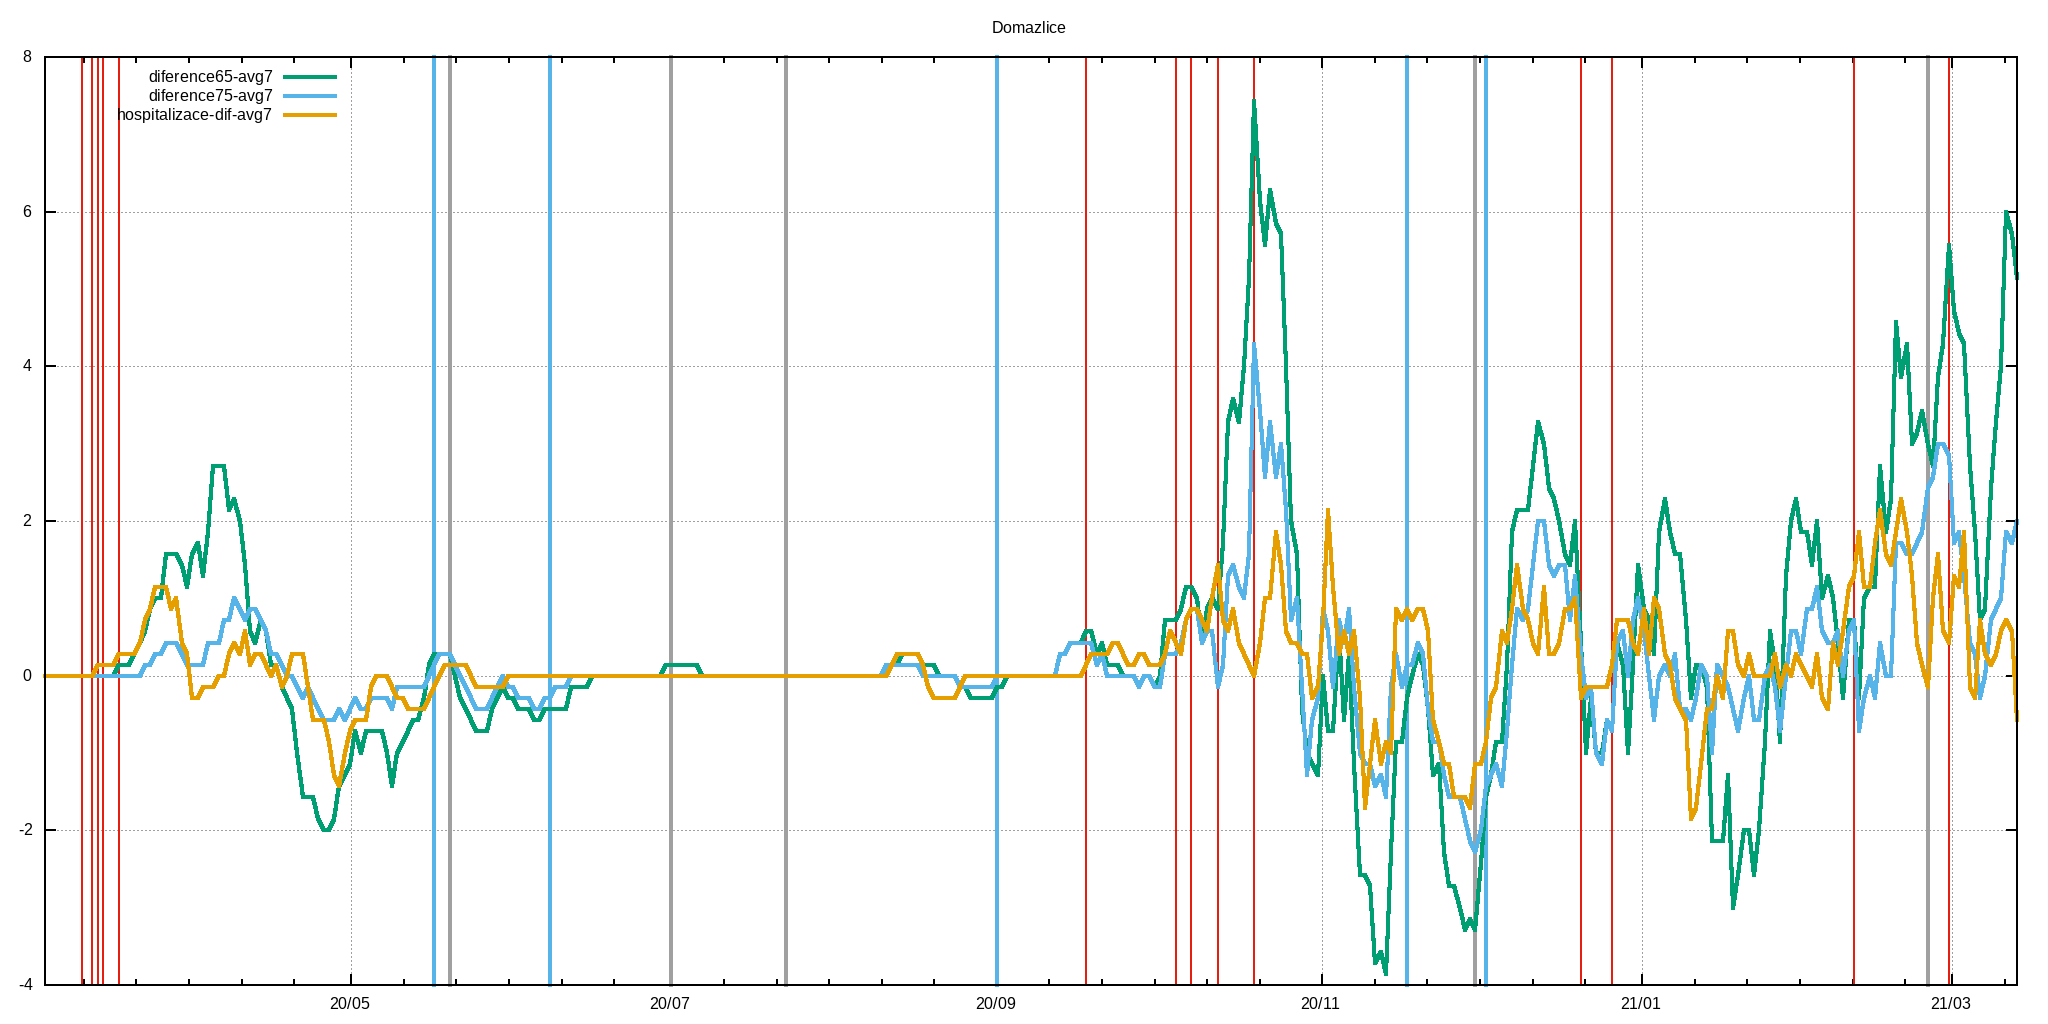 Domazlice
8
diference65-avg7
diference75-avg7
hospitalizace-dif-avg7
6
4
2
0
-2
-4
20/05 20/07 20/09 20/11 21/01 21/03